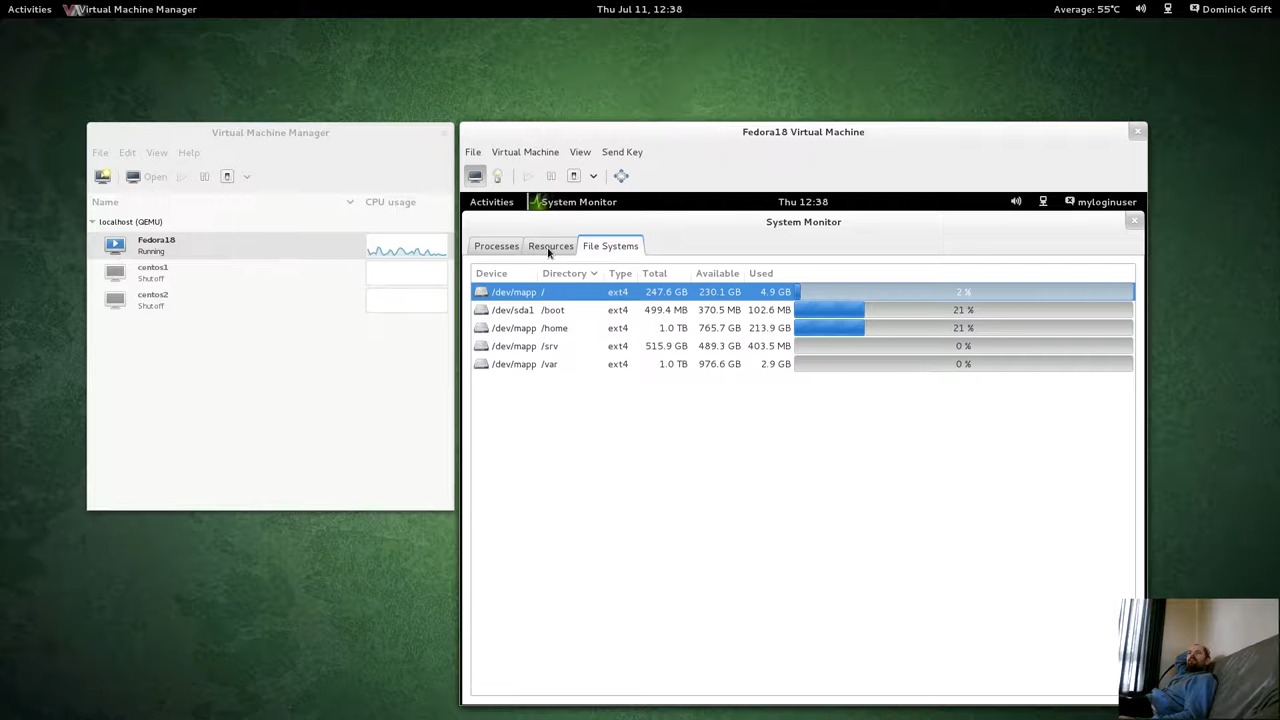 Activities Virtual Machine Manager Thu Jul 11, 12:38 Average: 55°C Dominick Grift
Virtual Machine Manager
File Edit View Help
Open
Name CPU usage
localhost (QEMU)
Fedora18
Running
centos1
Shutoff
centos2
Shutoff
Fedora18 Virtual Machine
File Virtual Machine View Send Key
Activities System Monitor Thu 12:38 myloginuser
System Monitor
Processes Resources File Systems
Device Directory Type Total Available Used
/dev/mapp / ext4 247.6 GB 230.1 GB 4.9 GB 2 %
/dev/sda1 /boot ext4 499.4 MB 370.5 MB 102.6 MB 21 %
/dev/mapp /home ext4 1.0 TB 765.7 GB 213.9 GB 21 %
/dev/mapp /srv ext4 515.9 GB 489.3 GB 403.5 MB 0 %
/dev/mapp /var ext4 1.0 TB 976.6 GB 2.9 GB 0 %